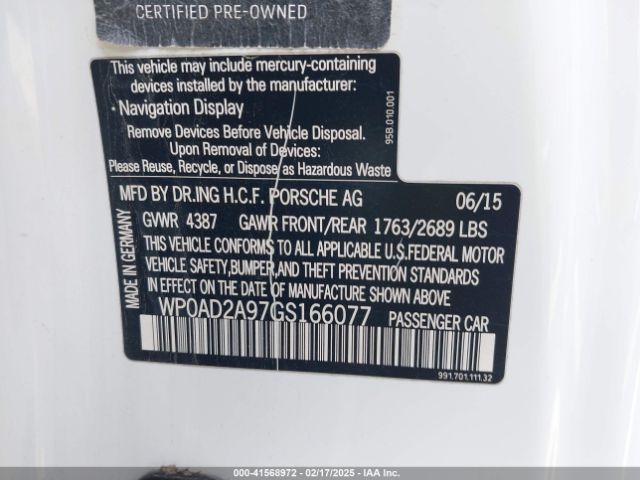 CERTIFIED PRE-OWNED
This vehicle may include mercury-containing
devices installed by the manufacturer:
• Navigation Display
Remove Devices Before Vehicle Disposal.
Upon Removal of Devices:
Please Reuse, Recycle, or Dispose as Hazardous Waste
95B.010.001
MFD BY DR.ING H.C.F. PORSCHE AG 06/15
GVWR 4387 GAWR FRONT/REAR 1763/2689 LBS
THIS VEHICLE CONFORMS TO ALL APPLICABLE U.S.FEDERAL MOTOR
VEHICLE SAFETY,BUMPER,AND THEFT PREVENTION STANDARDS
IN EFFECT ON THE DATE OF MANUFACTURE SHOWN ABOVE.
WP0AD2A97GS166077 PASSENGER CAR
MADE IN GERMANY
991.701.111.32
000-41568972 - 02/17/2025 - IAA Inc.